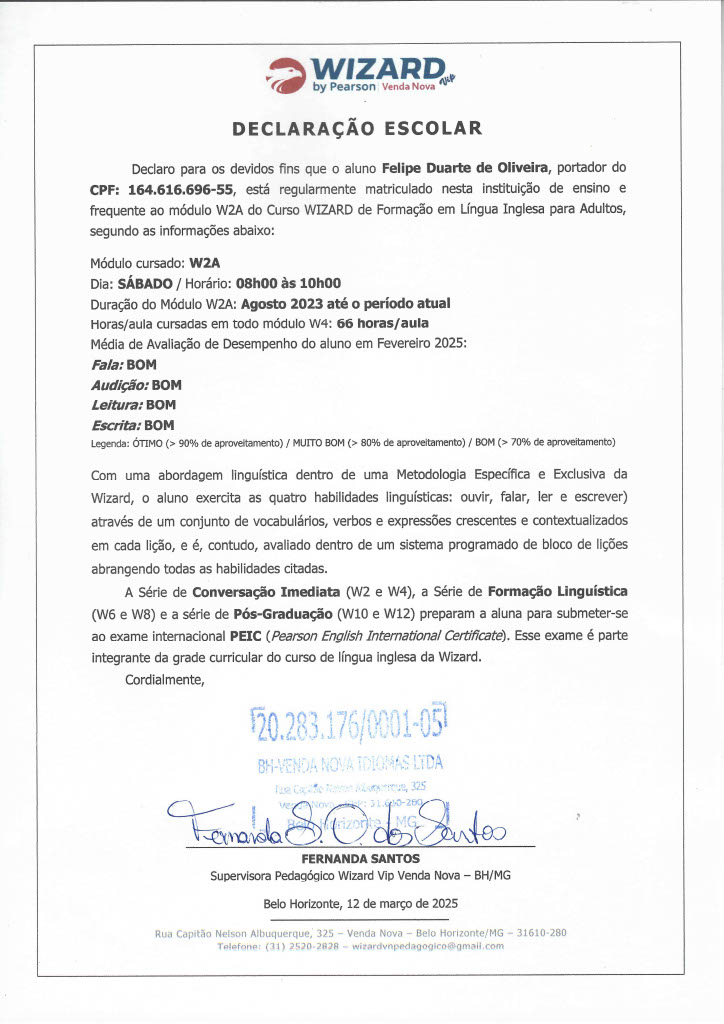 WIZARD
by Pearson Venda Nova Vip
DECLARAÇÃO ESCOLAR
Declaro para os devidos fins que o aluno Felipe Duarte de Oliveira, portador do
CPF: 164.616.696-55, está regularmente matriculado nesta instituição de ensino e
frequente ao módulo W2A do Curso WIZARD de Formação em Língua Inglesa para Adultos,
segundo as informações abaixo:
Módulo cursado: W2A
Dia: SÁBADO / Horário: 08h00 às 10h00
Duração do Módulo W2A: Agosto 2023 até o período atual
Horas/aula cursadas em todo módulo W4: 66 horas/aula
Média de Avaliação de Desempenho do aluno em Fevereiro 2025:
Fala: BOM
Audição: BOM
Leitura: BOM
Escrita: BOM
Legenda: ÓTIMO (> 90% de aproveitamento) / MUITO BOM (> 80% de aproveitamento) / BOM (> 70% de aproveitamento)
Com uma abordagem linguística dentro de uma Metodologia Específica e Exclusiva da
Wizard, o aluno exercita as quatro habilidades linguísticas: ouvir, falar, ler e escrever)
através de um conjunto de vocabulários, verbos e expressões crescentes e contextualizados
em cada lição, e é, contudo, avaliado dentro de um sistema programado de bloco de lições
abrangendo todas as habilidades citadas.
A Série de Conversação Imediata (W2 e W4), a Série de Formação Linguística
(W6 e W8) e a série de Pós-Graduação (W10 e W12) preparam a aluna para submeter-se
ao exame internacional PEIC (Pearson English International Certificate). Esse exame é parte
integrante da grade curricular do curso de língua inglesa da Wizard.
Cordialmente,
20.283.176/0001-05
BH-VENDA NOVA IDIOMAS LTDA
Rua Capitão Nelson Albuquerque, 325
Venda Nova 31.610-280
Belo Horizonte - MG
Fernanda S. O. dos Santos
FERNANDA SANTOS
Supervisora Pedagógico Wizard Vip Venda Nova – BH/MG
Belo Horizonte, 12 de março de 2025
Rua Capitão Nelson Albuquerque, 325 – Venda Nova – Belo Horizonte/MG – 31610-280
Telefone: (31) 2520-2828 – wizardvnpedagogico@gmail.com